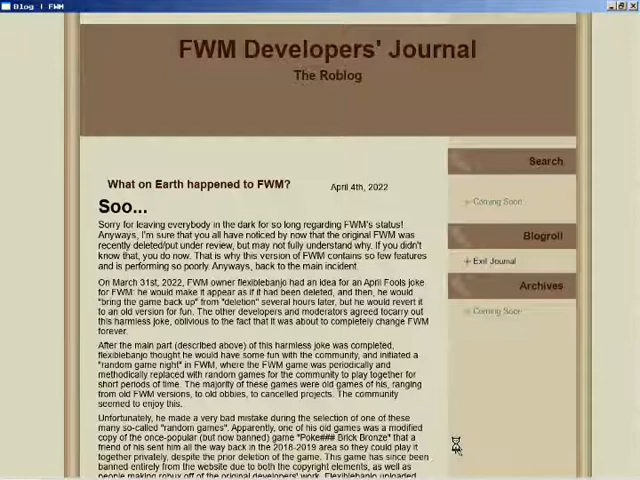 Blog | FWM
FWM Developers' Journal
The Roblog
What on Earth happened to FWM?
April 4th, 2022
Soo...
Sorry for leaving everybody in the dark for so long regarding FWM's status!
Anyways, I'm sure that you all have noticed by now that the original FWM was
recently deleted/put under review, but may not fully understand why. If you didn't
know that, you do now. That is why this version of FWM contains so few features
and is performing so poorly. Anyways, back to the main incident.
On March 31st, 2022, FWM owner flexiblebanjo had an idea for an April Fools joke
for FWM: he would make it appear as if it had been deleted, and then, he would
"bring the game back up" from "deletion" several hours later, but he would revert it
to an old version for fun. The other developers and moderators agreed tocarry out
this harmless joke, oblivious to the fact that it was about to completely change FWM
forever.
After the main part (described above) of this harmless joke was completed,
flexiblebanjo thought he would have some fun with the community, and initiated a
"random game night" in FWM, where the FWM game was periodically and
methodically replaced with random games for the community to play together for
short periods of time. The majority of these games were old games of his, ranging
from old FWM versions, to old obbies, to cancelled projects. The community
seemed to enjoy this.
Unfortunately, he made a very bad mistake during the selection of one of these
many so-called "random games". Apparently, one of his old games was a modified
copy of the once-popular (but now banned) game "Poke### Brick Bronze" that a
friend of his sent him all the way back in the 2018-2019 area so they could play it
together privately, despite the prior deletion of the game. This game has since been
banned entirely from the website due to both the copyright elements, as well as
people making robux off of the original developers' work. Flexiblebanjo uploaded
Search
Coming Soon
Blogroll
Exit Journal
Archives
Coming Soon